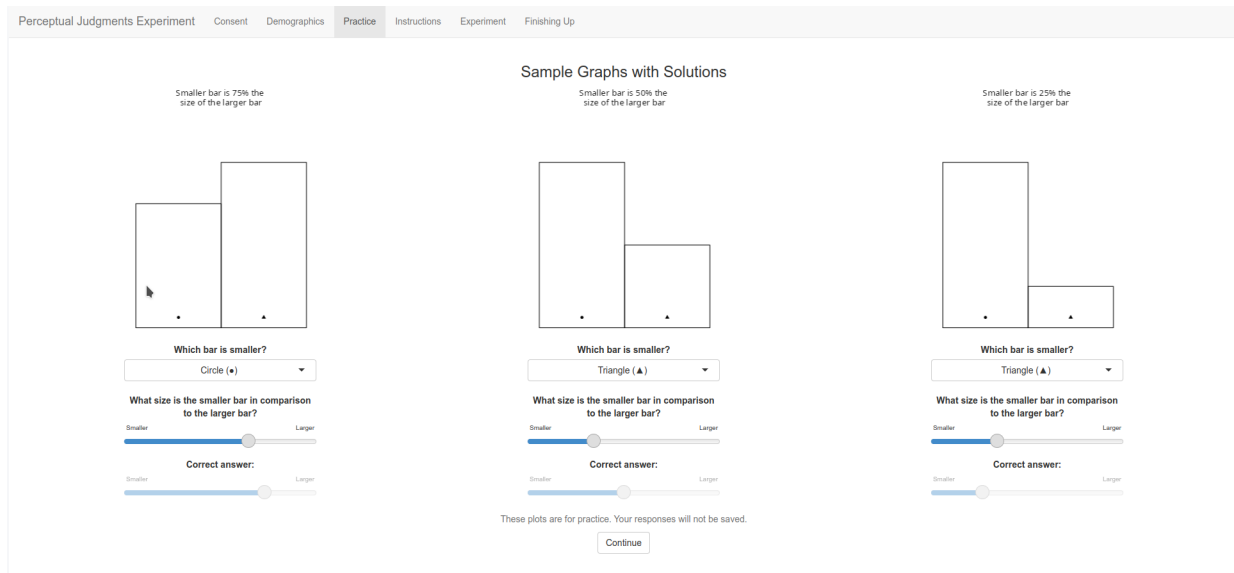 Perceptual Judgments Experiment Consent Demographics Practice Instructions Experiment Finishing Up
Sample Graphs with Solutions
Smaller bar is 75% the
size of the larger bar
Which bar is smaller?
Circle (●)
What size is the smaller bar in comparison
to the larger bar?
Smaller Larger
Correct answer:
Smaller Larger
Smaller bar is 50% the
size of the larger bar
Which bar is smaller?
Triangle (▲)
What size is the smaller bar in comparison
to the larger bar?
Smaller Larger
Correct answer:
Smaller Larger
Smaller bar is 25% the
size of the larger bar
Which bar is smaller?
Triangle (▲)
What size is the smaller bar in comparison
to the larger bar?
Smaller Larger
Correct answer:
Smaller Larger
These plots are for practice. Your responses will not be saved.
Continue